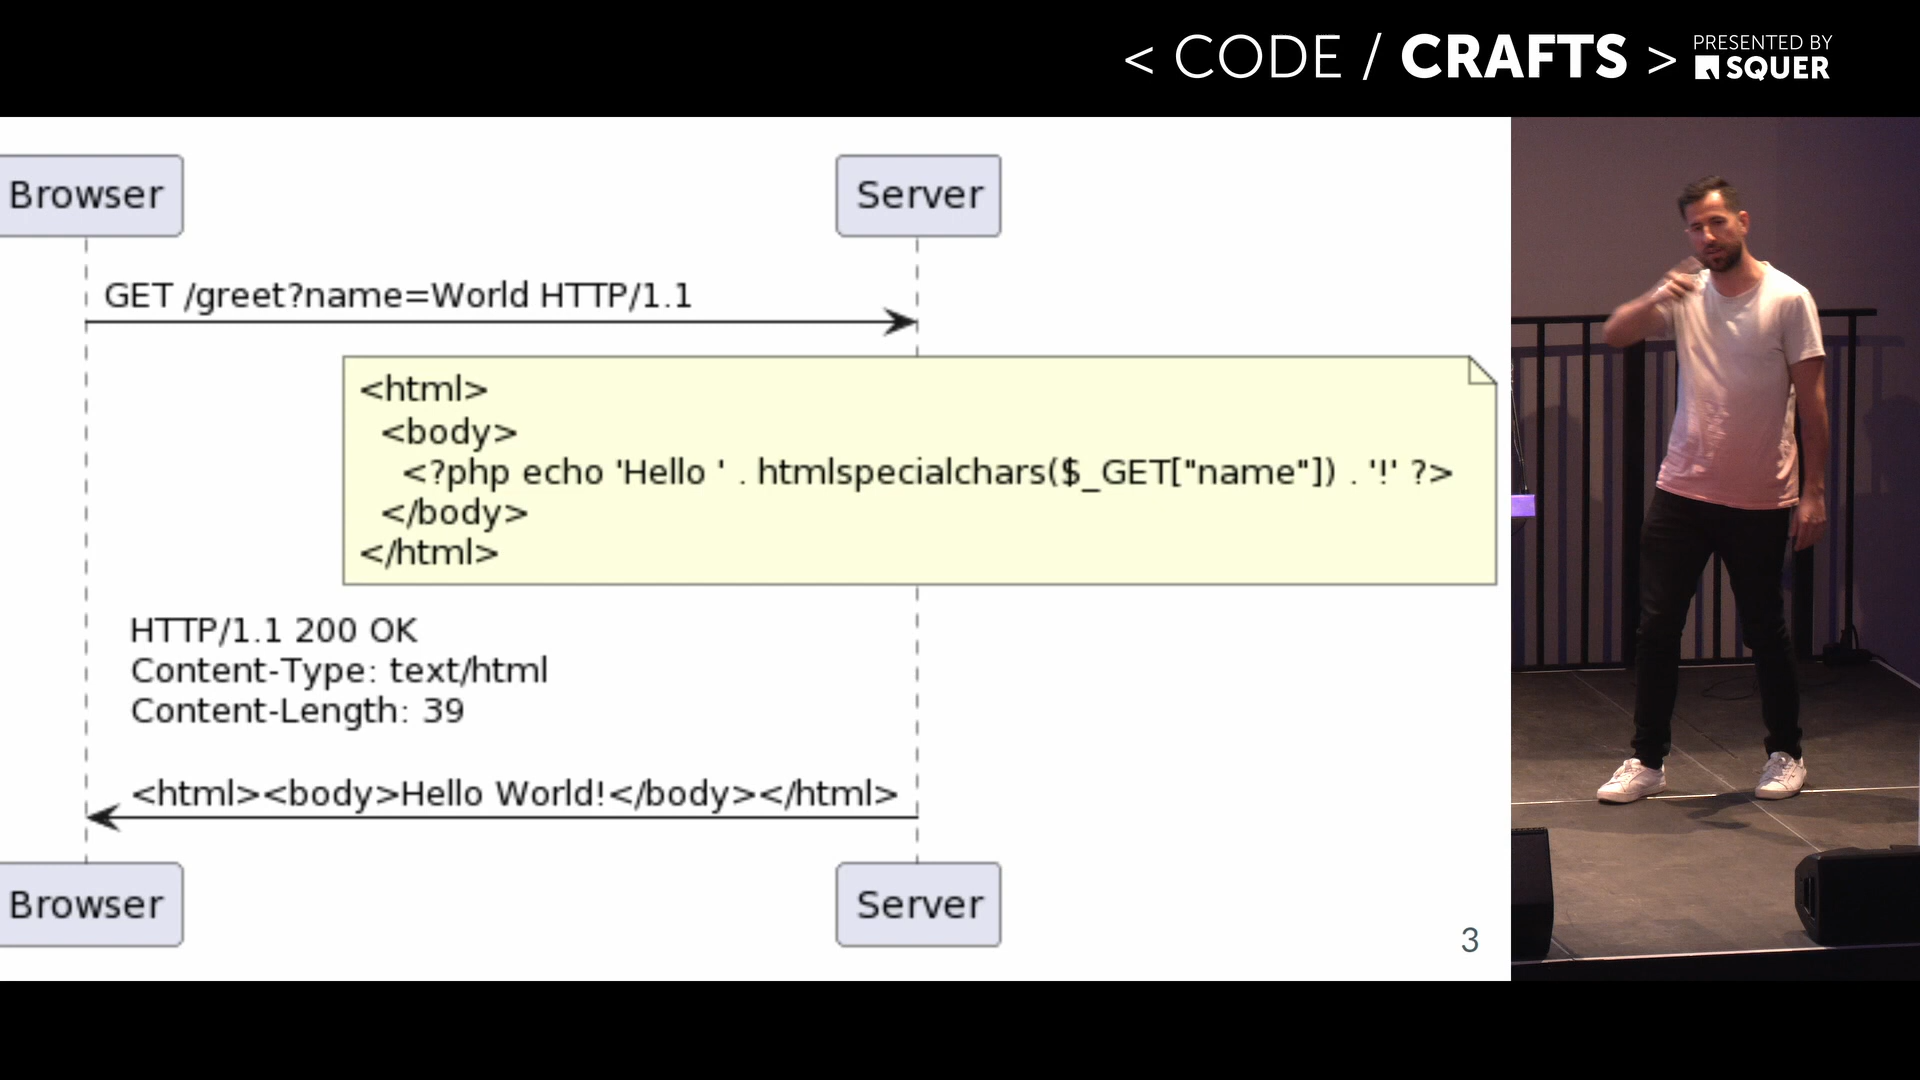 < CODE / CRAFTS > PRESENTED BY SQUER
Browser
Server
GET /greet?name=World HTTP/1.1
<html>
<body>
<?php echo 'Hello ' . htmlspecialchars($_GET["name"]) . '!' ?>
</body>
</html>
HTTP/1.1 200 OK
Content-Type: text/html
Content-Length: 39
<html><body>Hello World!</body></html>
Browser
Server
3